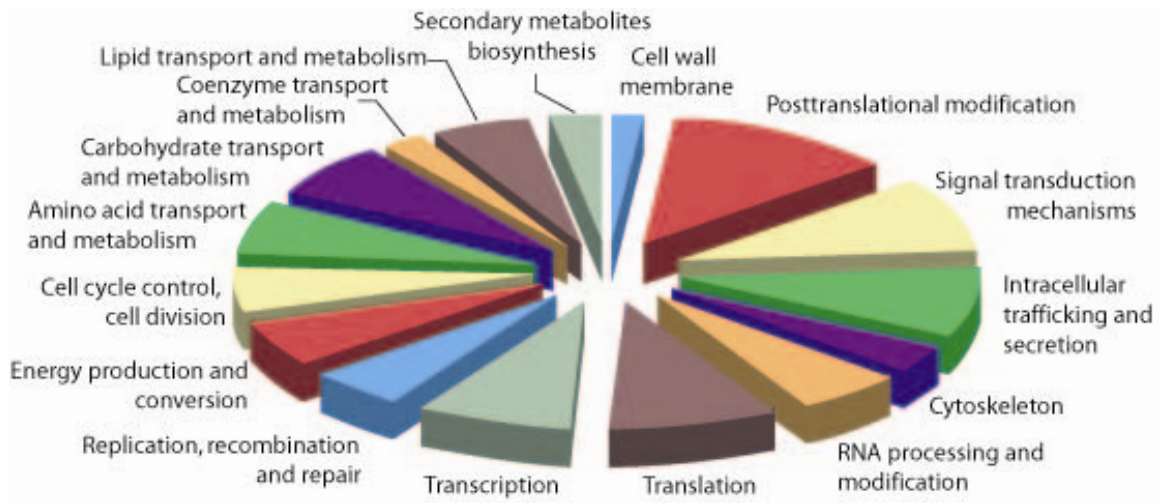 Secondary metabolites
biosynthesis
Cell wall
membrane
Posttranslational modification
Signal transduction
mechanisms
Intracellular
trafficking and
secretion
Cytoskeleton
RNA processing and
modification
Translation
Transcription
Replication, recombination
and repair
Energy production and
conversion
Cell cycle control,
cell division
Amino acid transport
and metabolism
Carbohydrate transport
and metabolism
Coenzyme transport
and metabolism
Lipid transport and metabolism